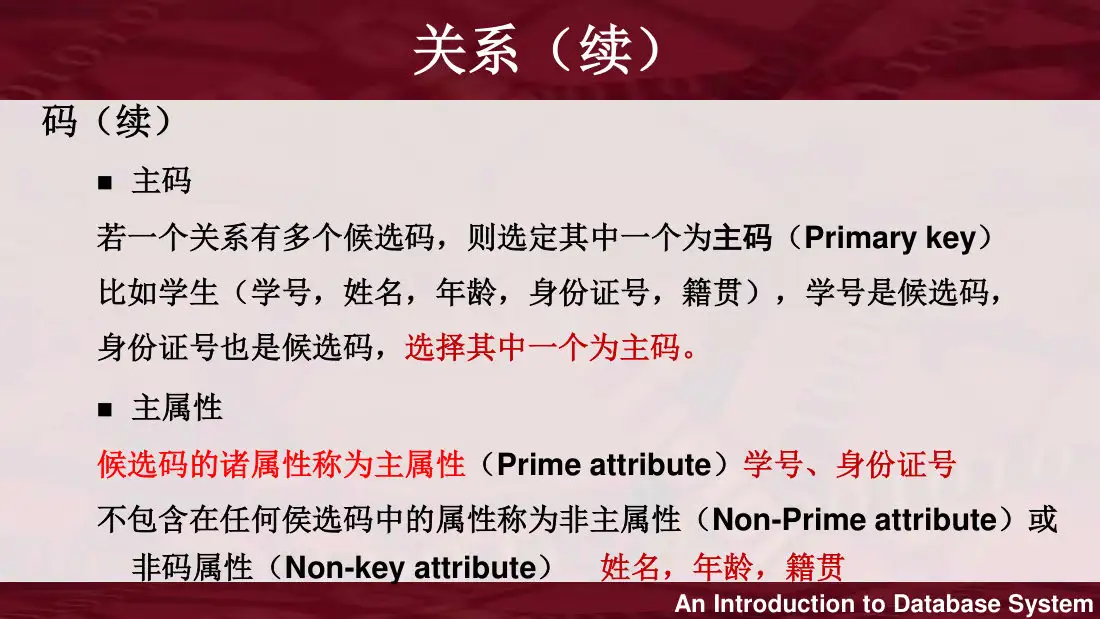 关系（续）
码（续）
■ 主码
若一个关系有多个候选码，则选定其中一个为主码（Primary key）
比如学生（学号，姓名，年龄，身份证号，籍贯），学号是候选码，
身份证号也是候选码，选择其中一个为主码。
■ 主属性
候选码的诸属性称为主属性（Prime attribute）学号、身份证号
不包含在任何侯选码中的属性称为非主属性（Non-Prime attribute）或
非码属性（Non-key attribute） 姓名，年龄，籍贯
An Introduction to Database System